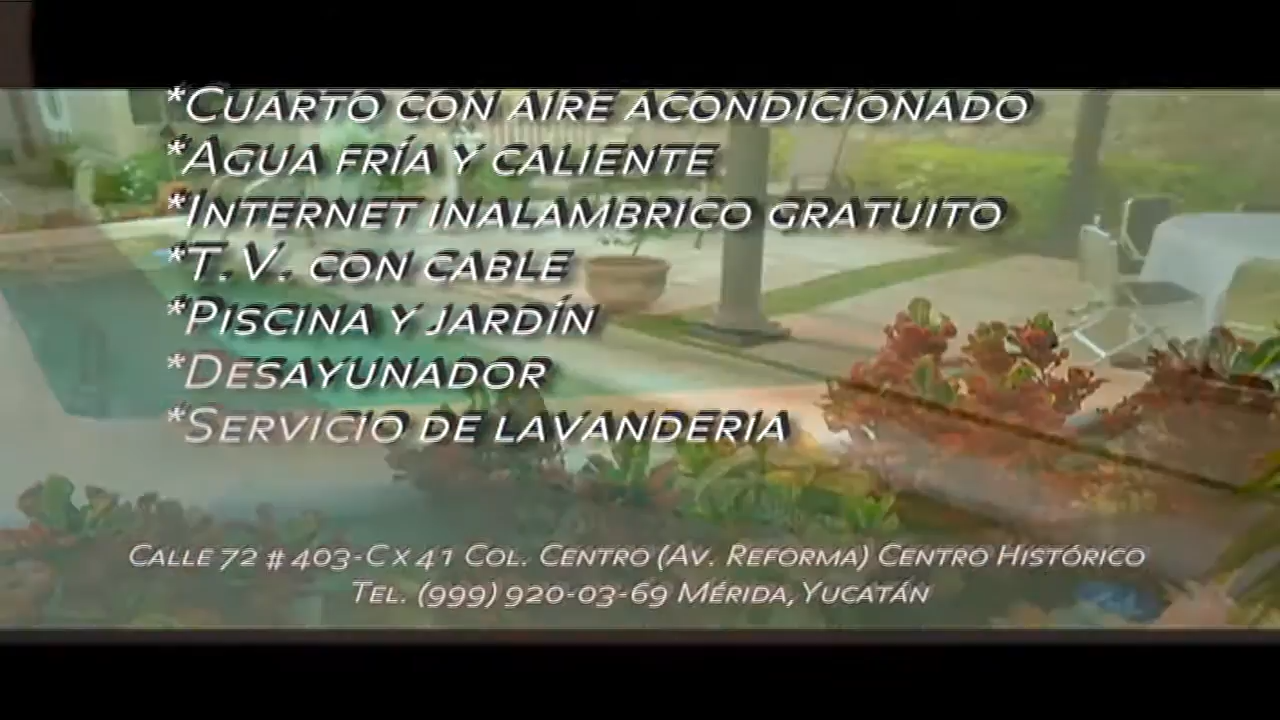 *Cuarto con aire acondicionado
*Agua fría y caliente
*Internet inalambrico gratuito
*T.V. con cable
*Piscina y jardín
*Desayunador
*Servicio de lavanderia
Calle 72 # 403-C x 41 Col. Centro (Av. Reforma) Centro Histórico
Tel. (999) 920-03-69 Mérida, Yucatán